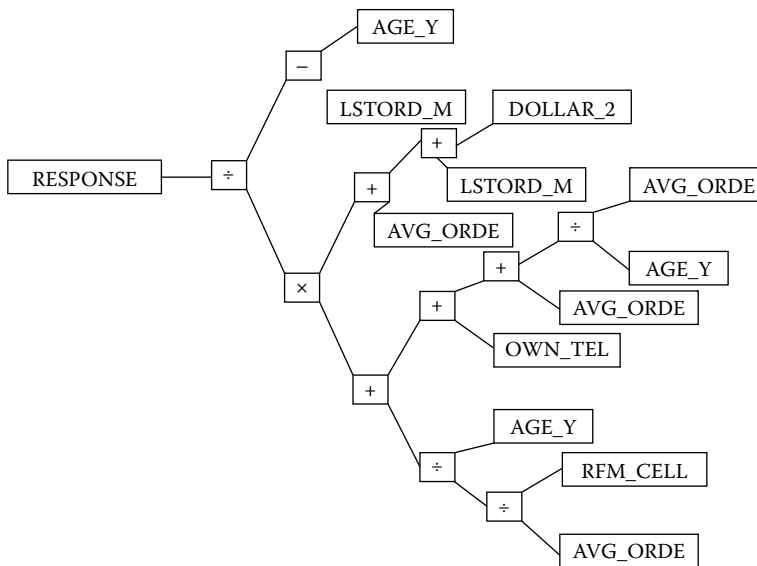 AGE_Y
−
LSTORD_M
DOLLAR_2
+
RESPONSE
÷
+
LSTORD_M
AVG_ORDE
AVG_ORDE
÷
+
AGE_Y
×
+
AVG_ORDE
OWN_TEL
+
AGE_Y
÷
RFM_CELL
÷
AVG_ORDE